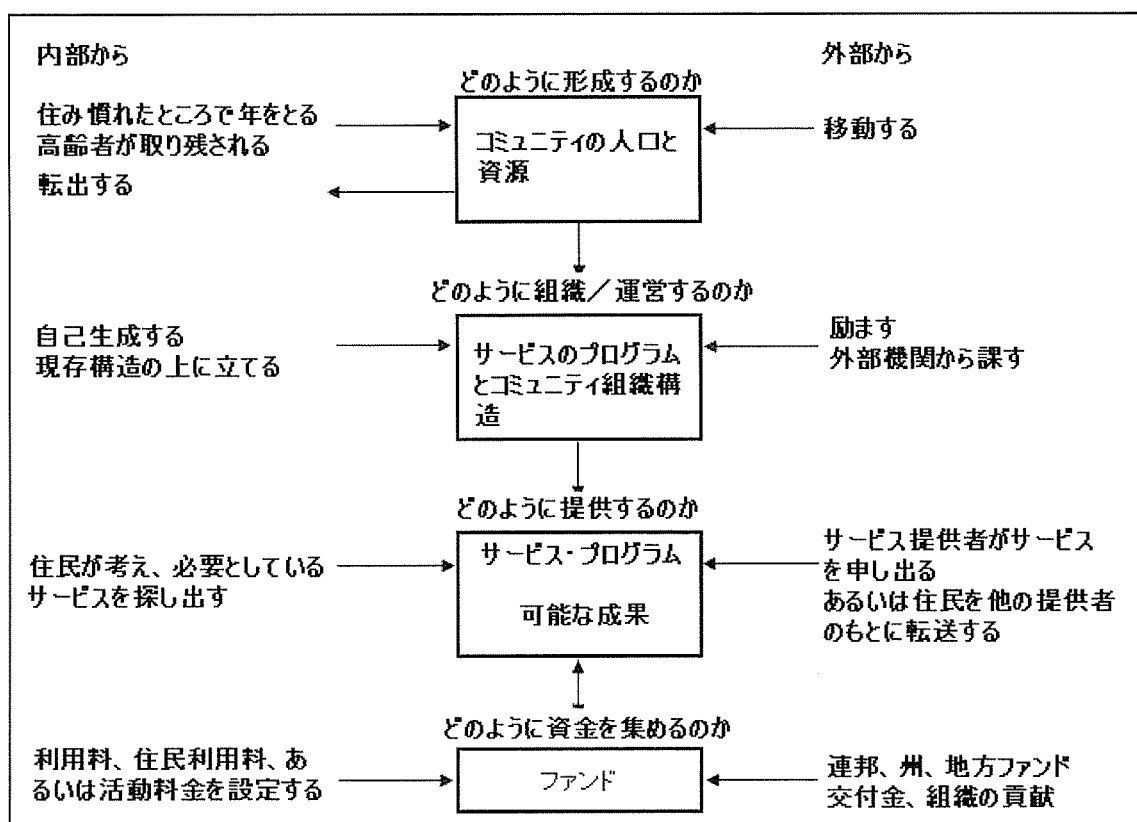 内部から
外部から
どのように形成するのか
住み慣れたところで年をとる
高齢者が取り残される
転出する
コミュニティの人口と
資源
移動する
どのように組織／運営するのか
自己生成する
現存構造の上に立てる
サービスのプログラム
とコミュニティ組織構
造
励ます
外部機関から課す
どのように提供するのか
住民が考え、必要としている
サービスを探し出す
サービス・プログラム
可能な成果
サービス提供者がサービス
を申し出る
あるいは住民を他の提供者
のもとに転送する
どのように資金を集めるのか
利用料、住民利用料、あ
るいは活動料金を設定する
ファンド
連邦、州、地方ファンド
交付金、組織の貢献